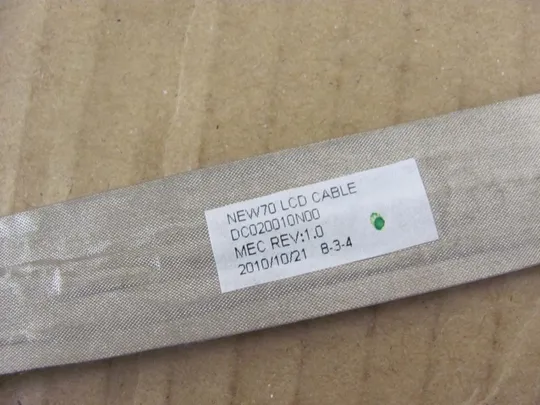 NEW70 LCD CABLE
DC020010N00
MEC REV:1.0
2010/10/21 8-3-4